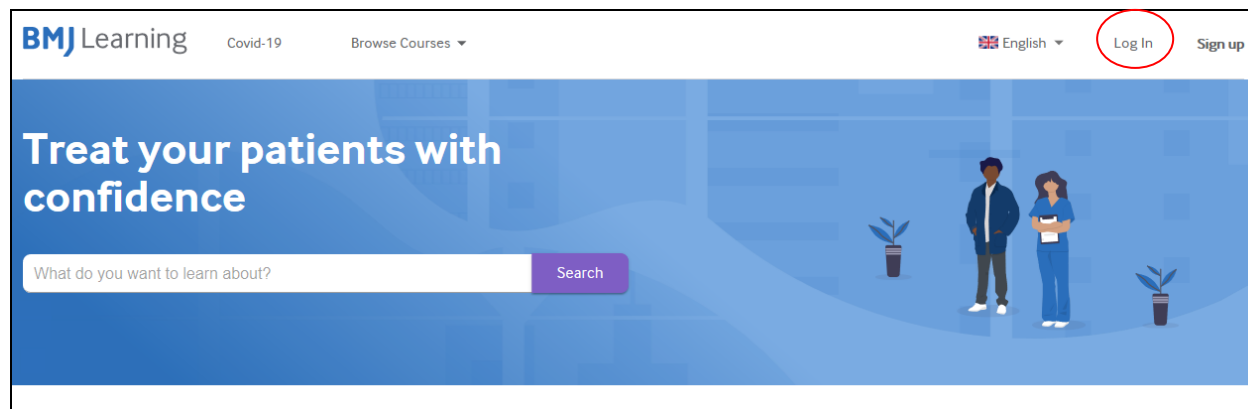 BMJ Learning Covid-19 Browse Courses English Log In Sign up
Treat your patients with
confidence
What do you want to learn about? Search